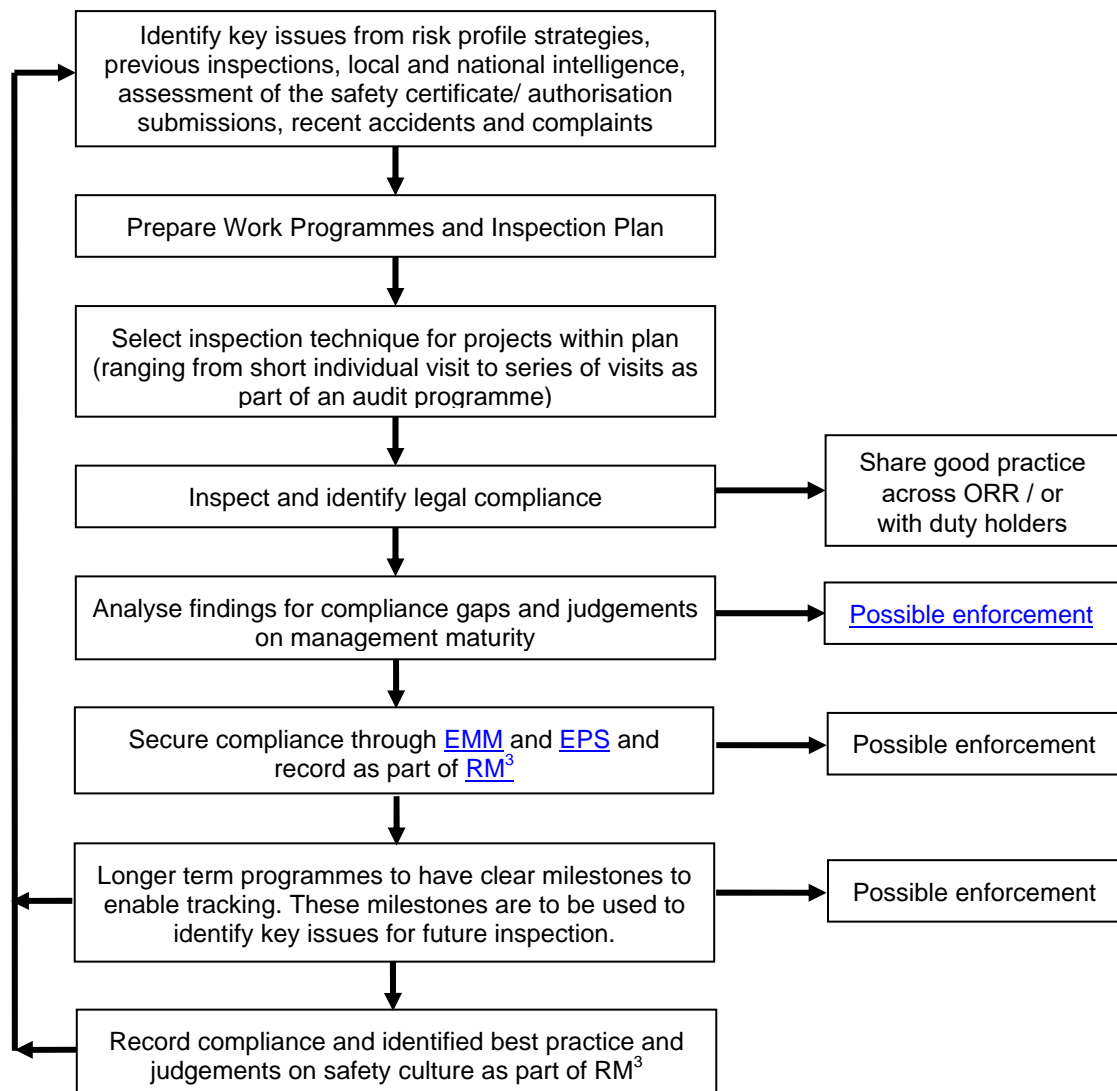 Identify key issues from risk profile strategies,
previous inspections, local and national intelligence,
assessment of the safety certificate/ authorisation
submissions, recent accidents and complaints
Prepare Work Programmes and Inspection Plan
Select inspection technique for projects within plan
(ranging from short individual visit to series of visits as
part of an audit programme)
Inspect and identify legal compliance
Share good practice
across ORR / or
with duty holders
Analyse findings for compliance gaps and judgements
on management maturity
Possible enforcement
Secure compliance through EMM and EPS and
record as part of RM³
Possible enforcement
Longer term programmes to have clear milestones to
enable tracking. These milestones are to be used to
identify key issues for future inspection.
Possible enforcement
Record compliance and identified best practice and
judgements on safety culture as part of RM³